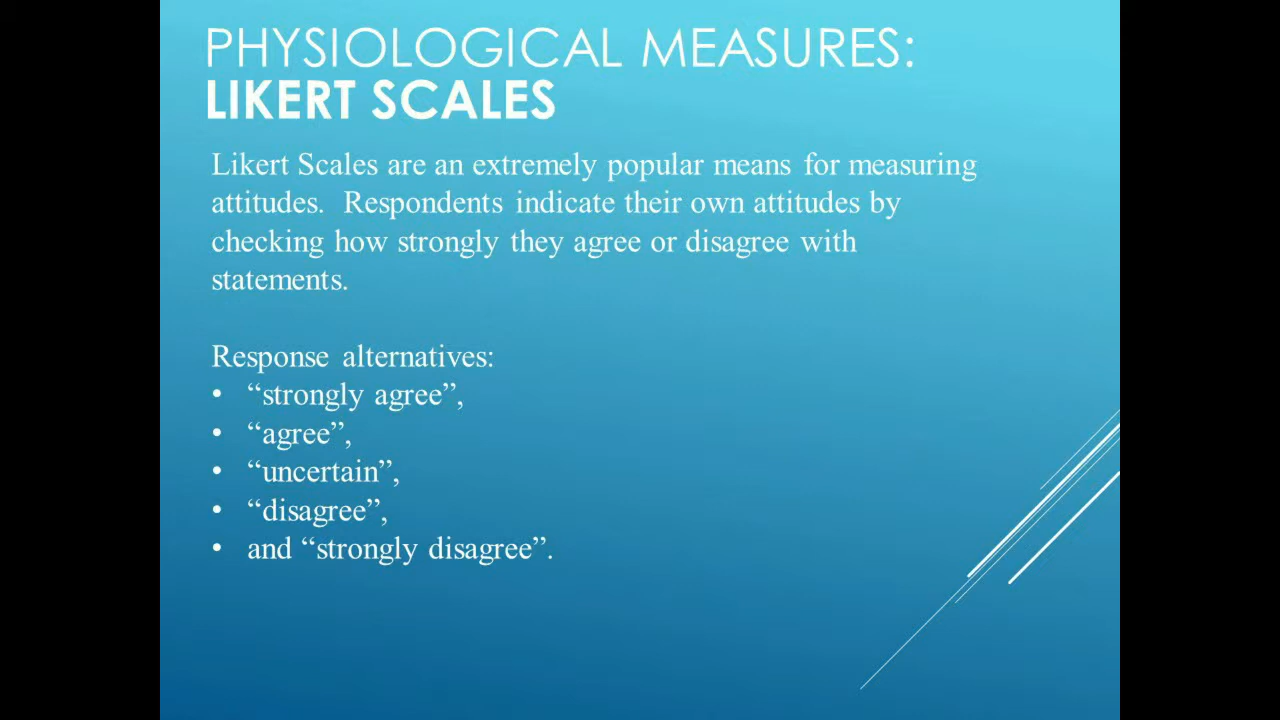 PHYSIOLOGICAL MEASURES:
LIKERT SCALES
Likert Scales are an extremely popular means for measuring
attitudes. Respondents indicate their own attitudes by
checking how strongly they agree or disagree with
statements.
Response alternatives:
• “strongly agree”,
• “agree”,
• “uncertain”,
• “disagree”,
• and “strongly disagree”.